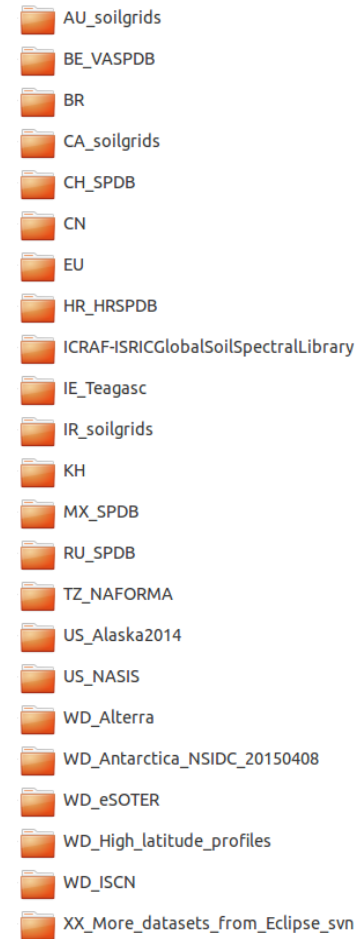 AU_soilgrids
BE_VASPDB
BR
CA_soilgrids
CH_SPDB
CN
EU
HR_HRSPDB
ICRAF-ISRICGlobalSoilSpectralLibrary
IE_Teagasc
IR_soilgrids
KH
MX_SPDB
RU_SPDB
TZ_NAFORMA
US_Alaska2014
US_NASIS
WD_Alterra
WD_Antarctica_NSIDC_20150408
WD_eSOTER
WD_High_latitude_profiles
WD_ISCN
XX_More_datasets_from_Eclipse_svn